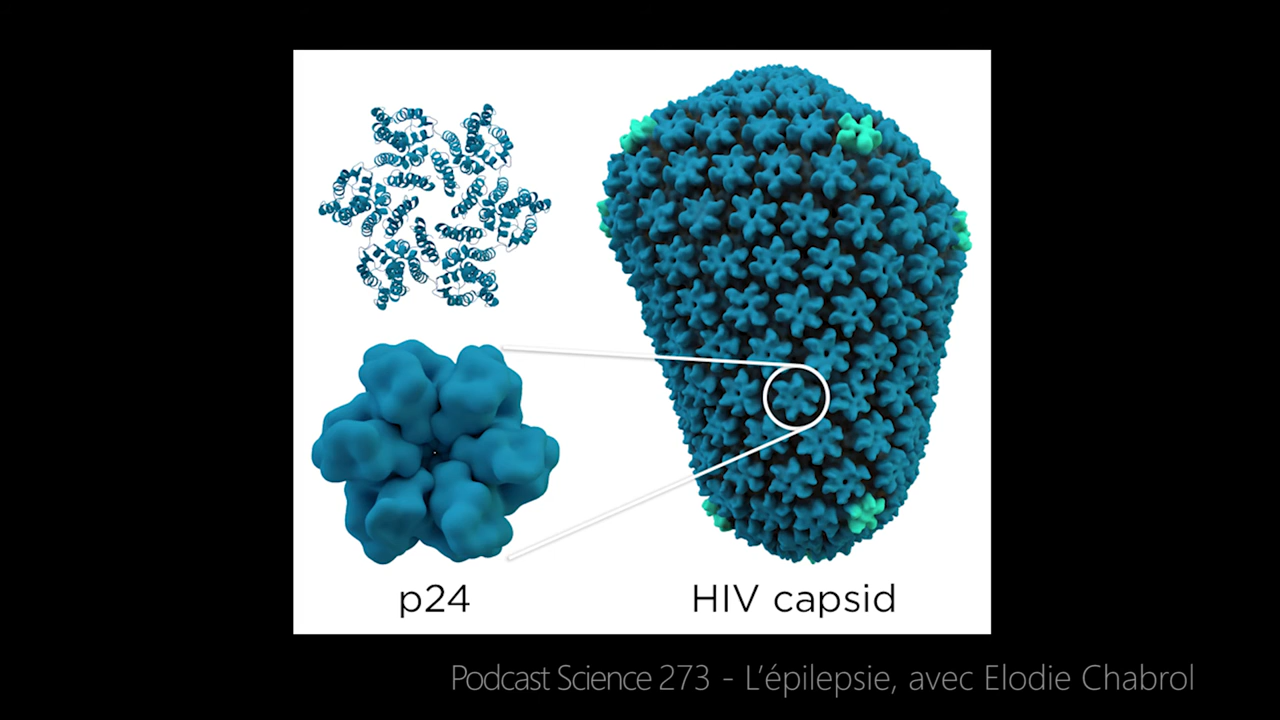 p24
HIV capsid
Podcast Science 273 - L'épilepsie, avec Elodie Chabrol